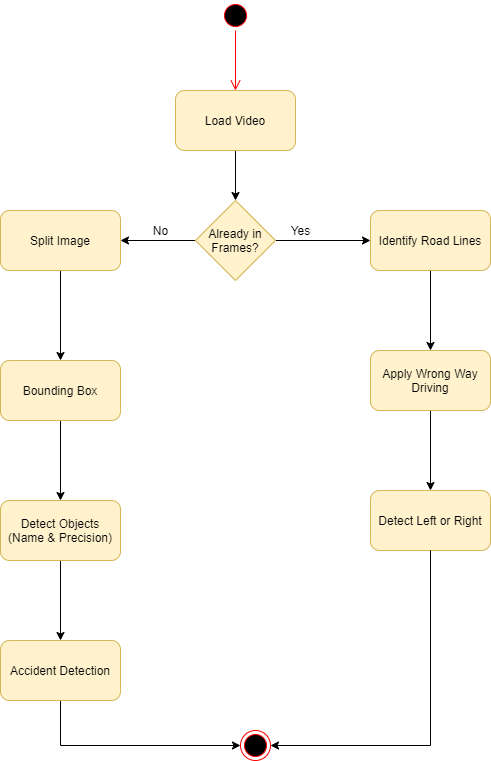 Load Video
Already in
Frames?
No
Yes
Split Image
Identify Road Lines
Bounding Box
Apply Wrong Way
Driving
Detect Objects
(Name & Precision)
Detect Left or Right
Accident Detection